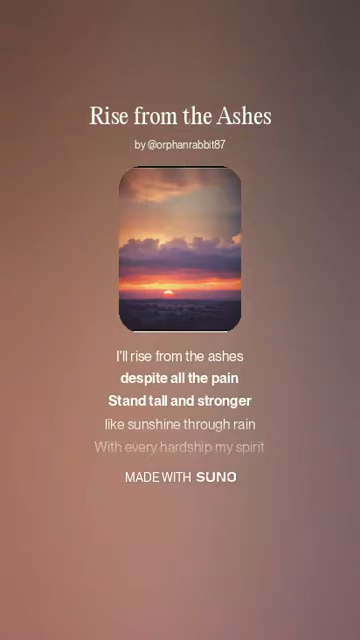 Rise from the Ashes
by @orphanrabbit87
I'll rise from the ashes
despite all the pain
Stand tall and stronger
like sunshine through rain
With every hardship my spirit
MADE WITH SUNO